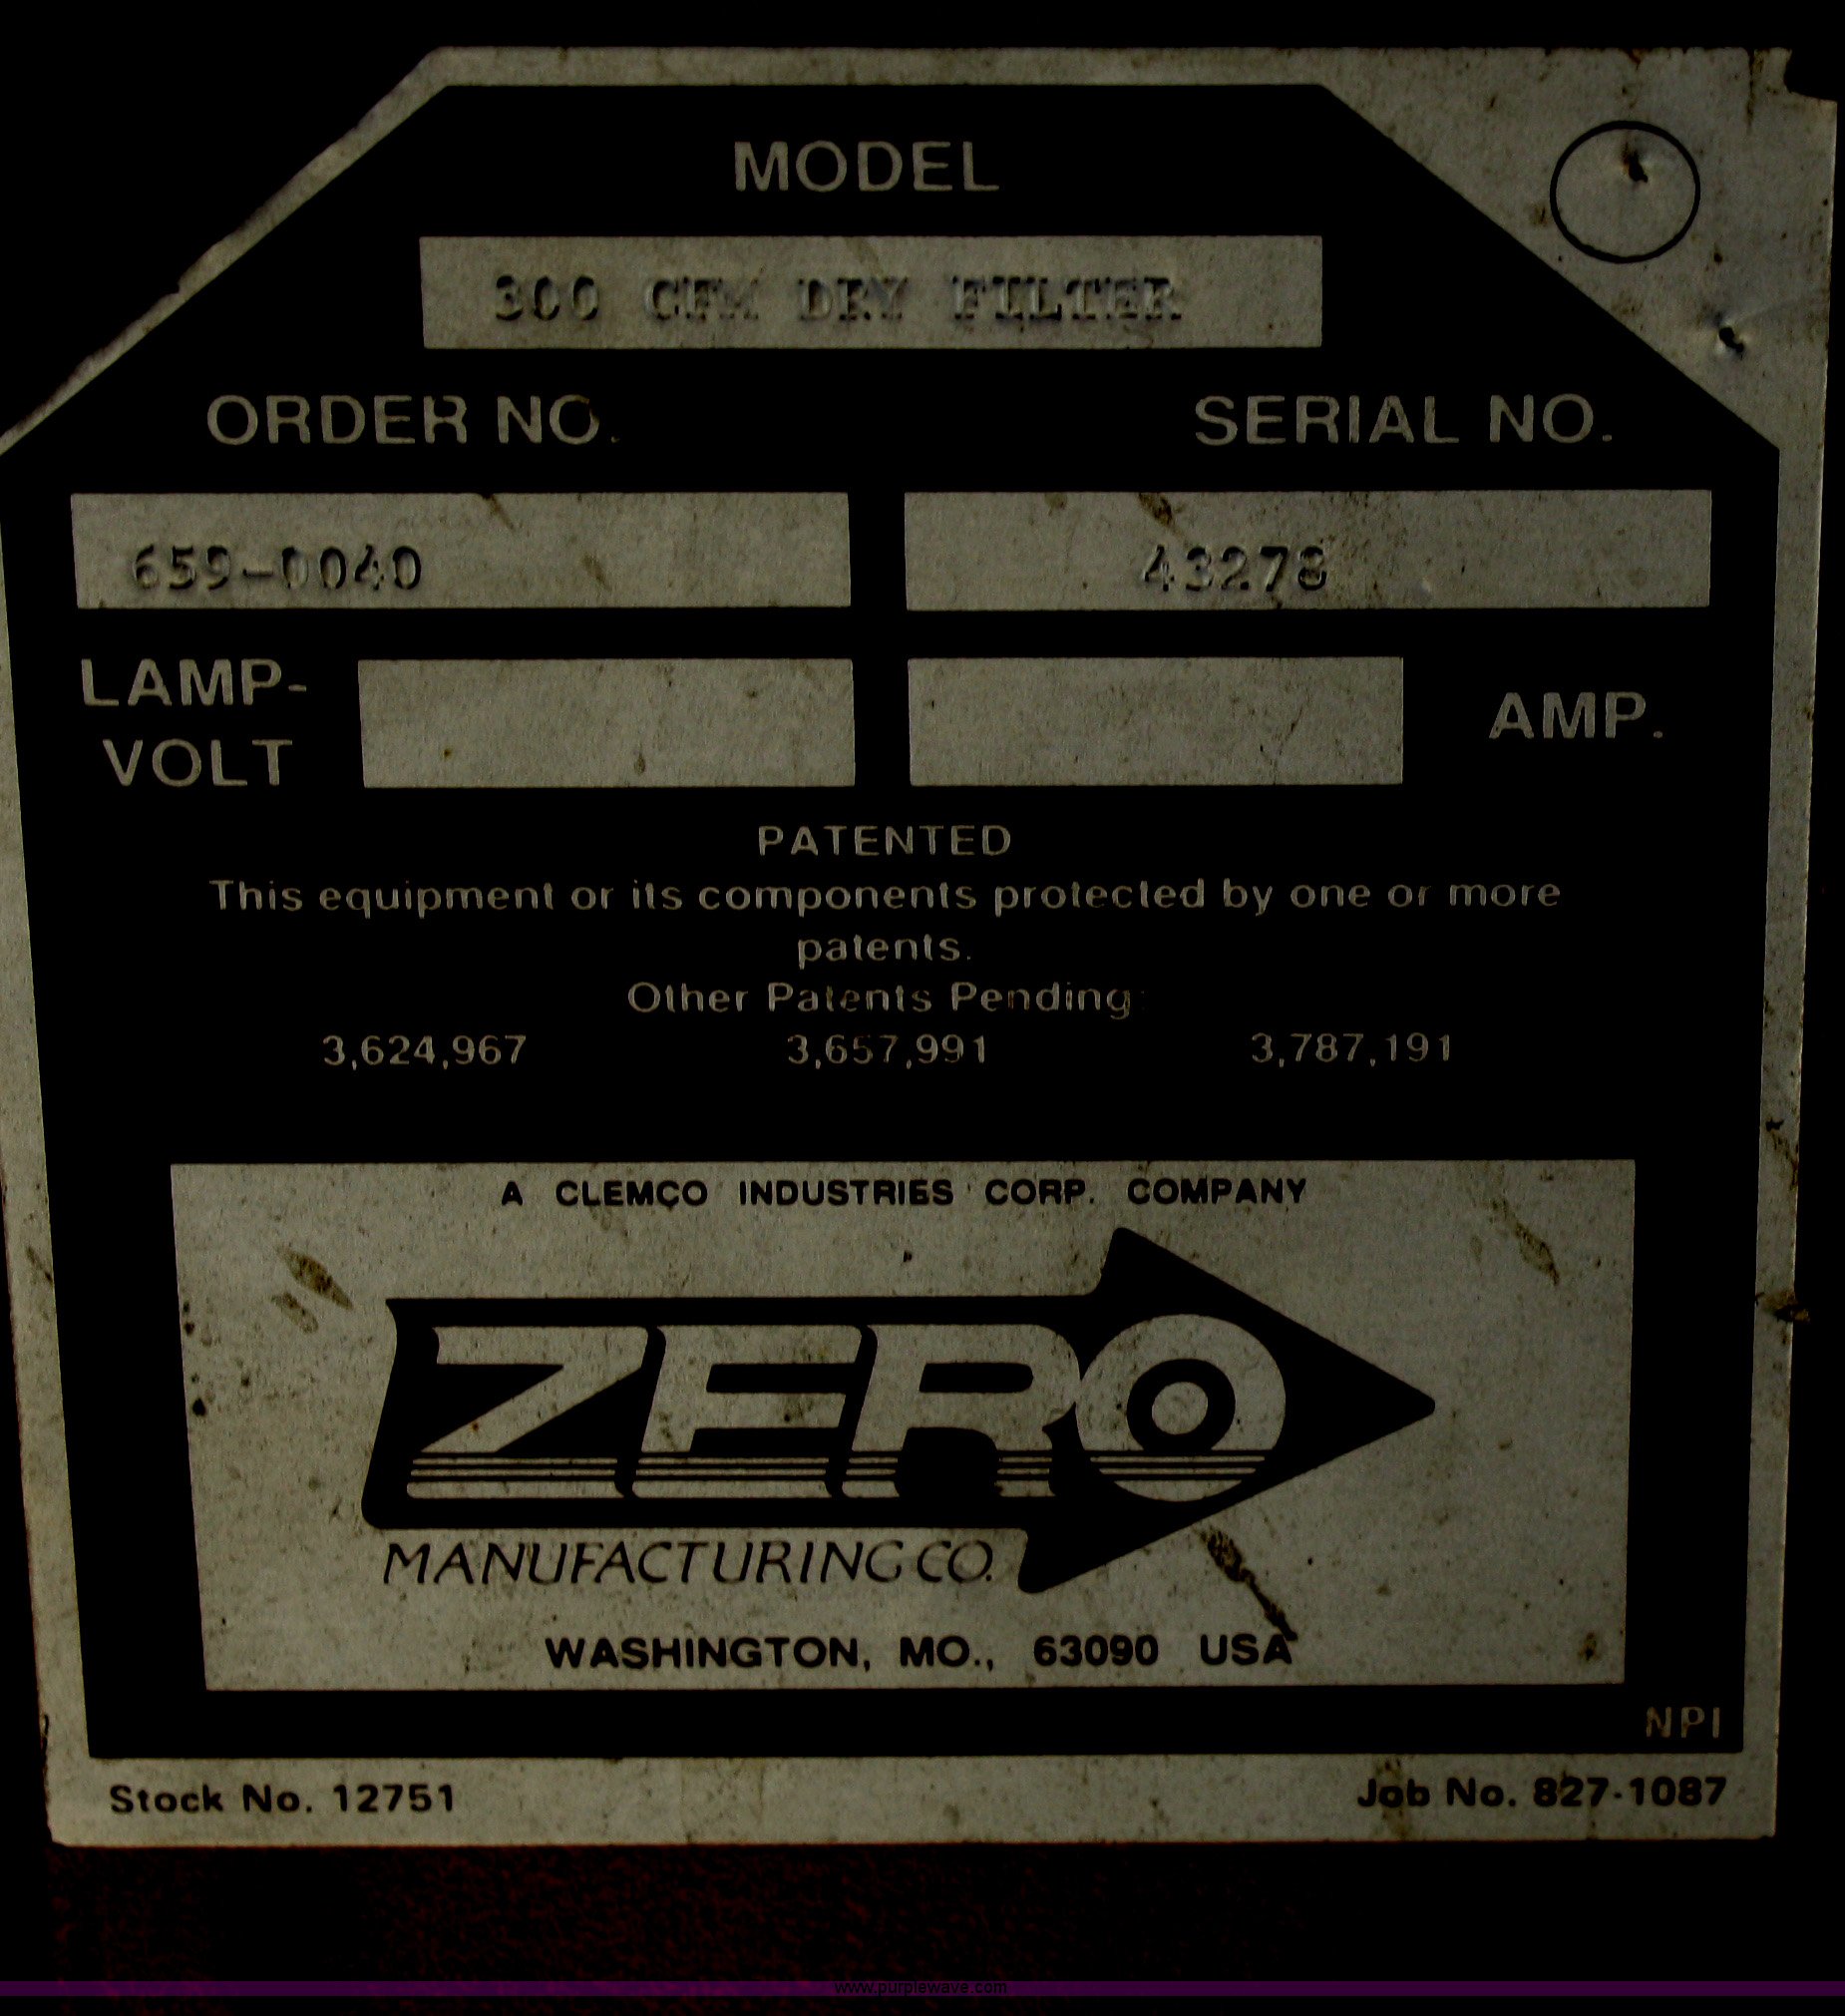 MODEL
300 CFM DRY FILTER
ORDER NO. SERIAL NO.
659-0040 43278
LAMP-
VOLT AMP.
PATENTED
This equipment or its components protected by one or more
patents.
Other Patents Pending:
3,624,967 3,657,991 3,787,191
A CLEMCO INDUSTRIES CORP. COMPANY
ZERO
MANUFACTURING CO.
WASHINGTON, MO., 63090 USA
NPI
Stock No. 12751 Job No. 827-1087
www.purplewave.com